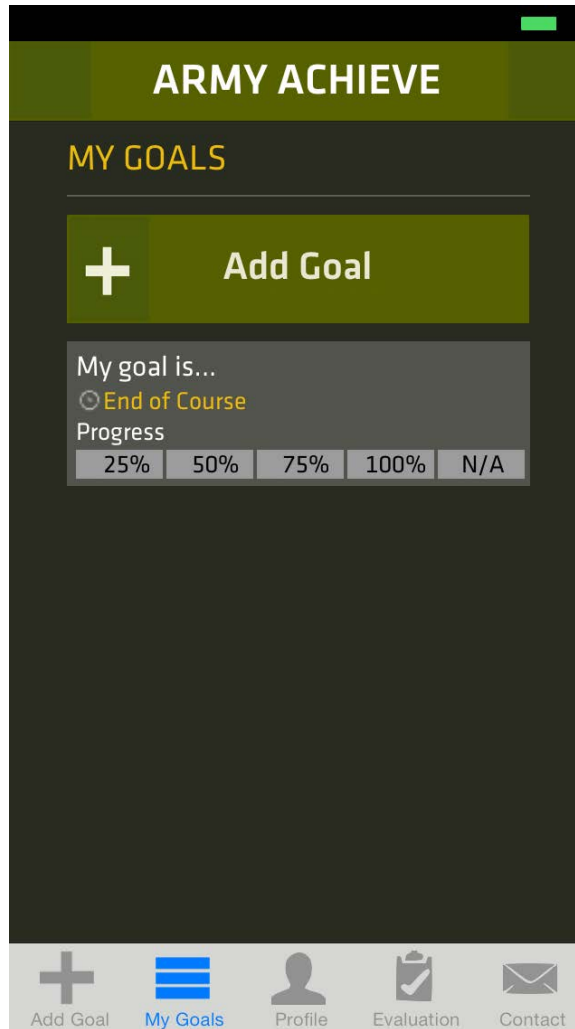 ARMY ACHIEVE
MY GOALS
+ Add Goal
My goal is...
End of Course
Progress
25% 50% 75% 100% N/A
Add Goal My Goals Profile Evaluation Contact